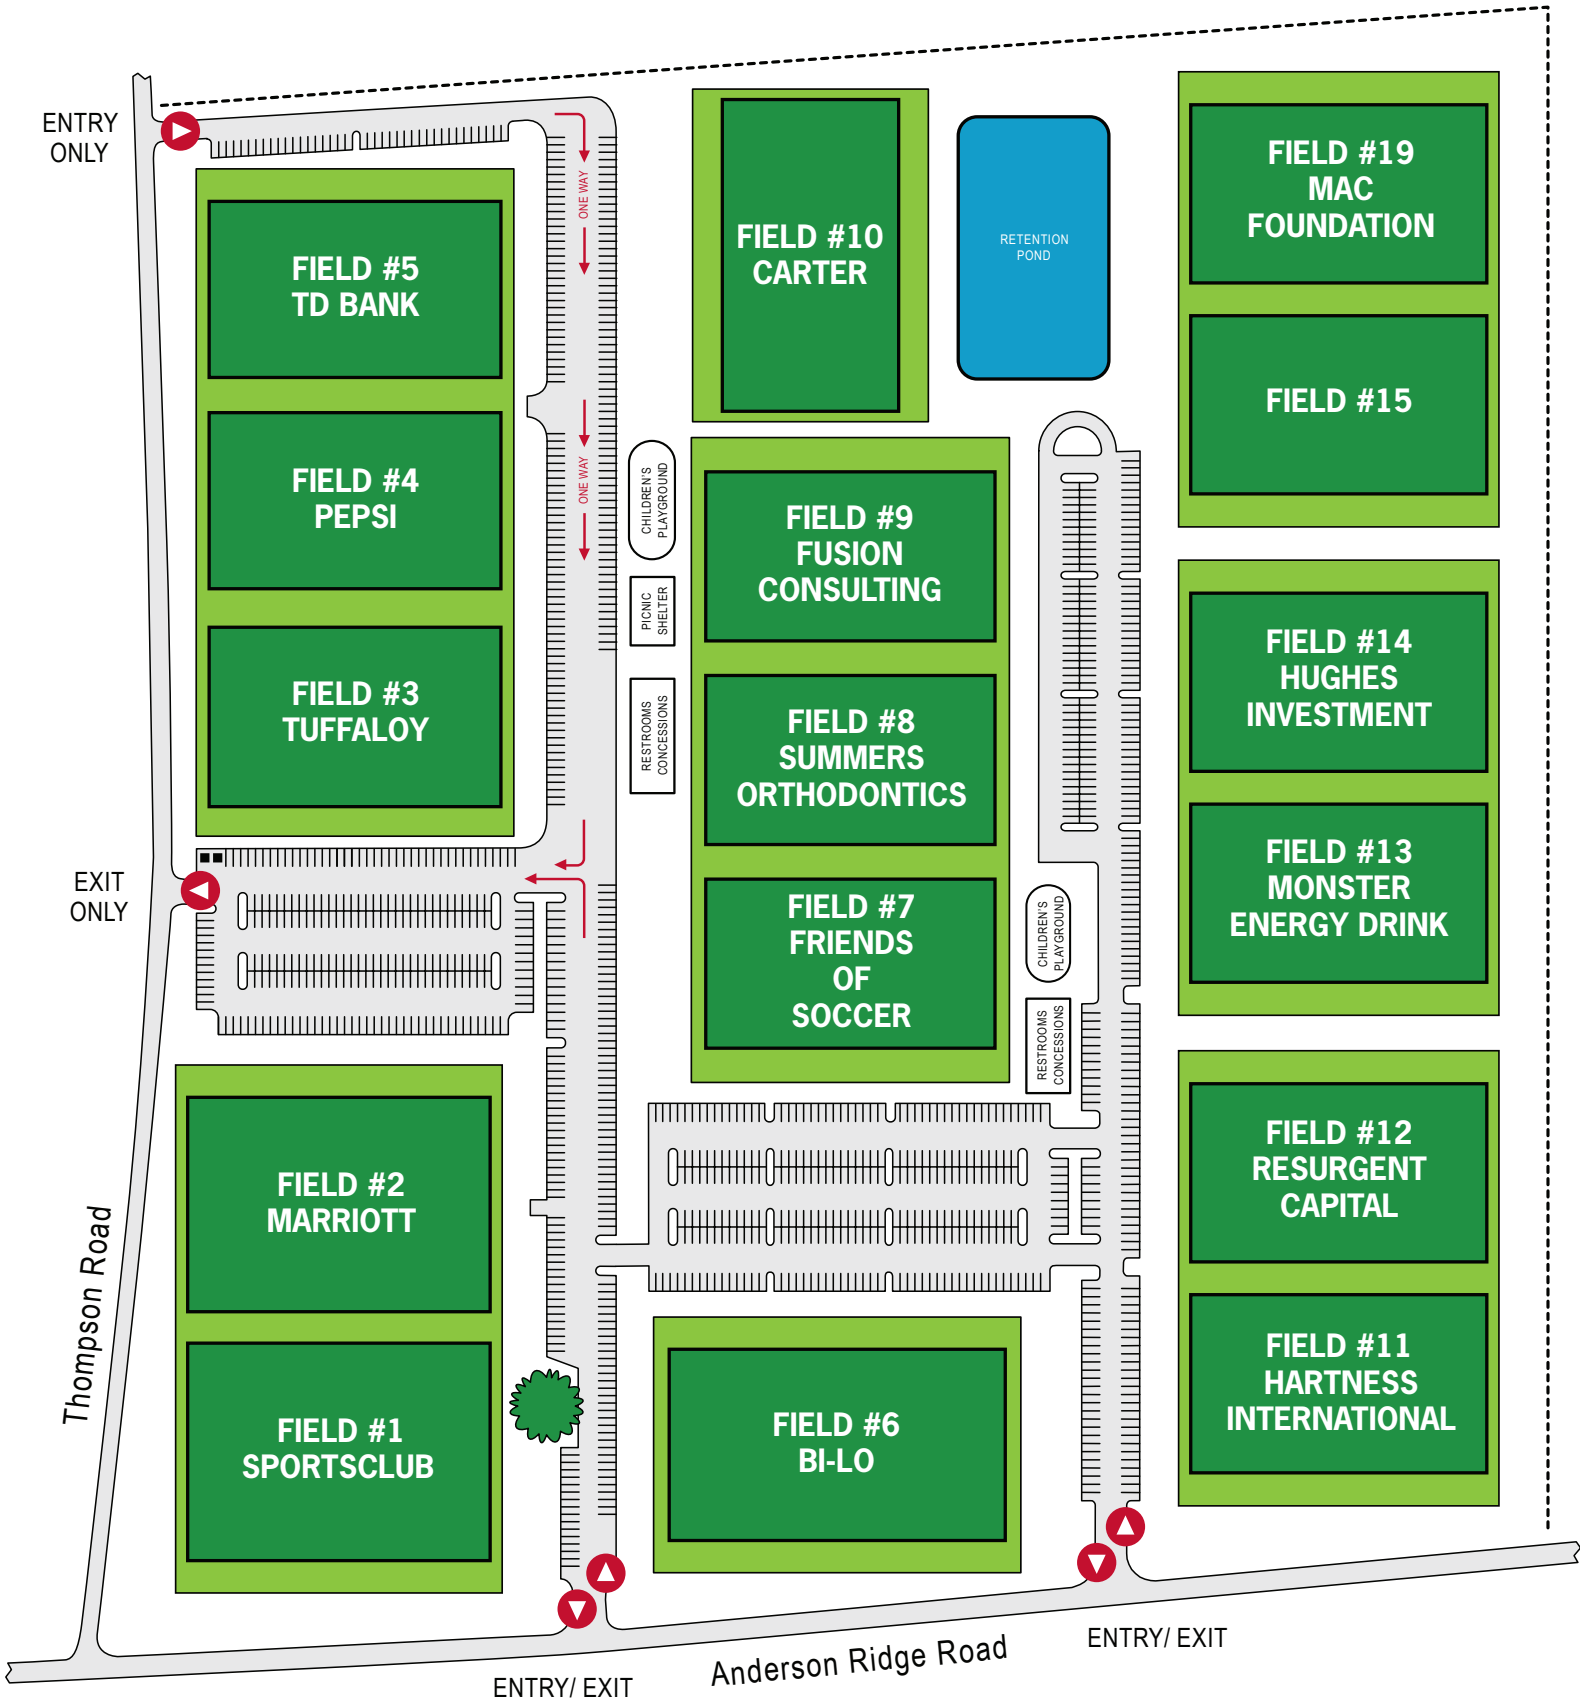 ENTRY
ONLY
ONE WAY
FIELD #5
TD BANK
FIELD #10
CARTER
RETENTION
POND
FIELD #19
MAC
FOUNDATION
FIELD #15
FIELD #4
PEPSI
ONE WAY
CHILDREN'S
PLAYGROUND
FIELD #9
FUSION
CONSULTING
PICNIC
SHELTER
FIELD #14
HUGHES
INVESTMENT
FIELD #3
TUFFALOY
RESTROOMS
CONCESSIONS
FIELD #8
SUMMERS
ORTHODONTICS
FIELD #13
MONSTER
ENERGY DRINK
EXIT
ONLY
FIELD #7
FRIENDS
OF
SOCCER
CHILDREN'S
PLAYGROUND
RESTROOMS
CONCESSIONS
FIELD #12
RESURGENT
CAPITAL
FIELD #2
MARRIOTT
Thompson Road
FIELD #11
HARTNESS
INTERNATIONAL
FIELD #1
SPORTSCLUB
FIELD #6
BI-LO
ENTRY/ EXIT
Anderson Ridge Road
ENTRY/ EXIT